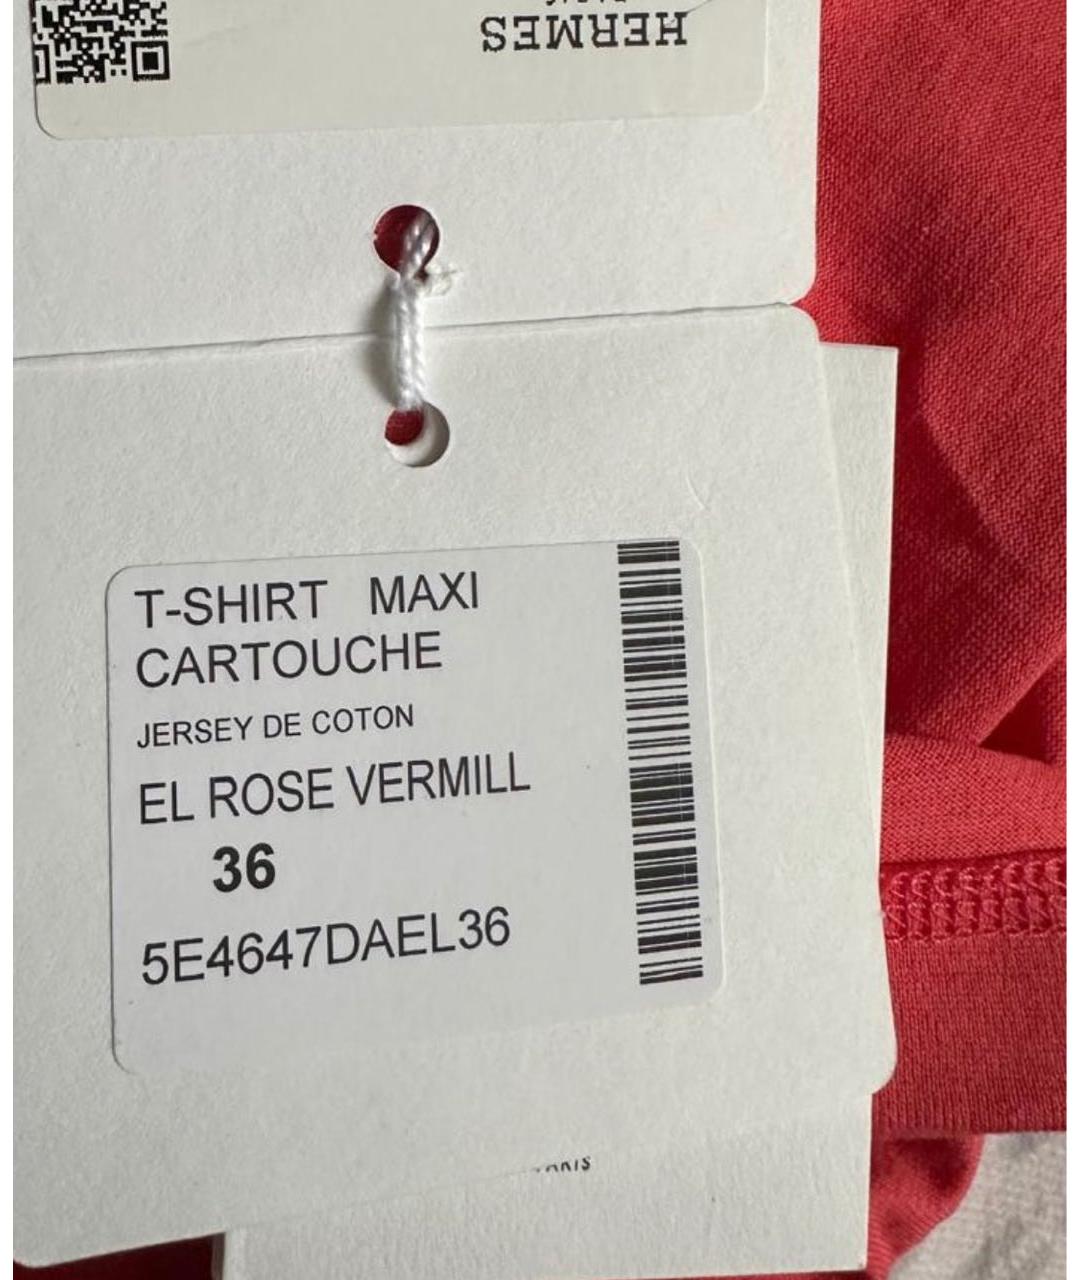 HERMES
T-SHIRT MAXI
CARTOUCHE
JERSEY DE COTON
EL ROSE VERMILL
36
5E4647DAEL36